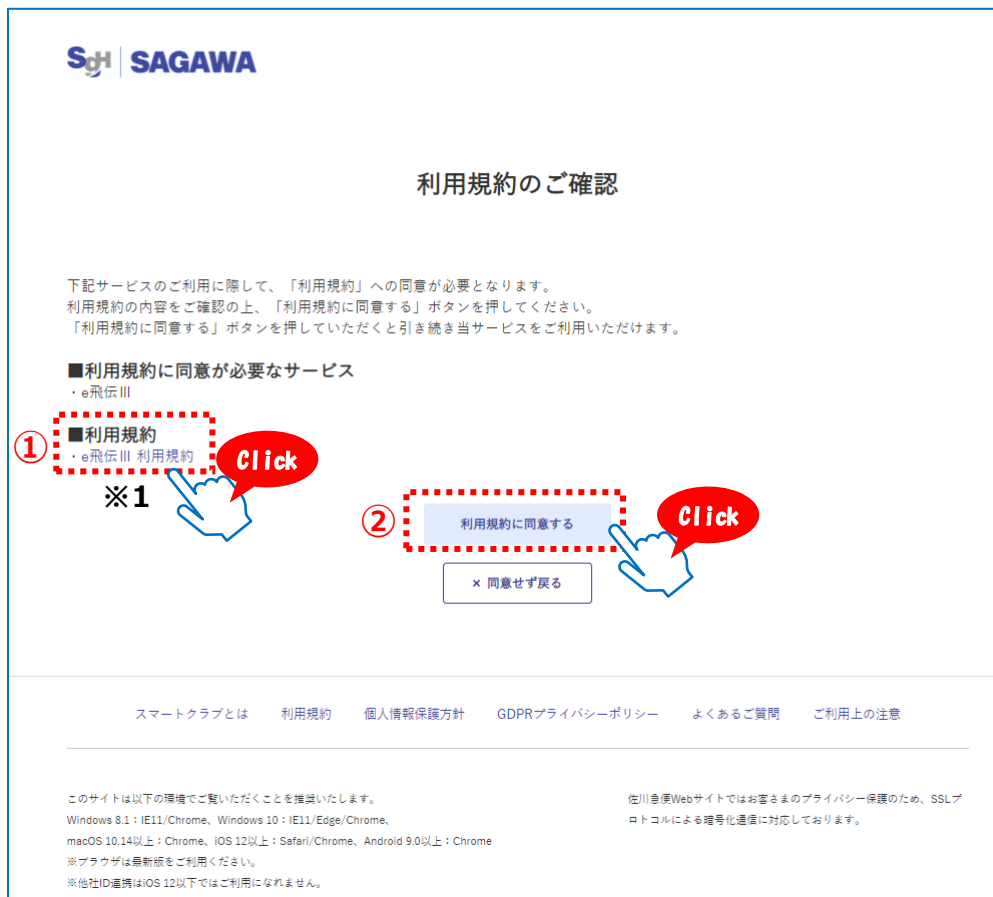 SgH SAGAWA
利用規約のご確認
下記サービスのご利用に際して、「利用規約」への同意が必要となります。
利用規約の内容をご確認の上、「利用規約に同意する」ボタンを押してください。
「利用規約に同意する」ボタンを押していただくと引き続き当サービスをご利用いただけます。
■利用規約に同意が必要なサービス
・e飛伝Ⅲ
① ■利用規約
・e飛伝Ⅲ 利用規約
Click
※1
② 利用規約に同意する
Click
× 同意せず戻る
スマートクラブとは 利用規約 個人情報保護方針 GDPRプライバシーポリシー よくあるご質問 ご利用上の注意
このサイトは以下の環境でご覧いただくことを推奨いたします。
Windows 8.1：IE11/Chrome、Windows 10：IE11/Edge/Chrome、
macOS 10.14以上：Chrome、iOS 12以上：Safari/Chrome、Android 9.0以上：Chrome
※ブラウザは最新版をご利用ください。
※他社ID連携はiOS 12以下ではご利用になれません。
佐川急便Webサイトではお客さまのプライバシー保護のため、SSLプ
ロトコルによる暗号化通信に対応しております。